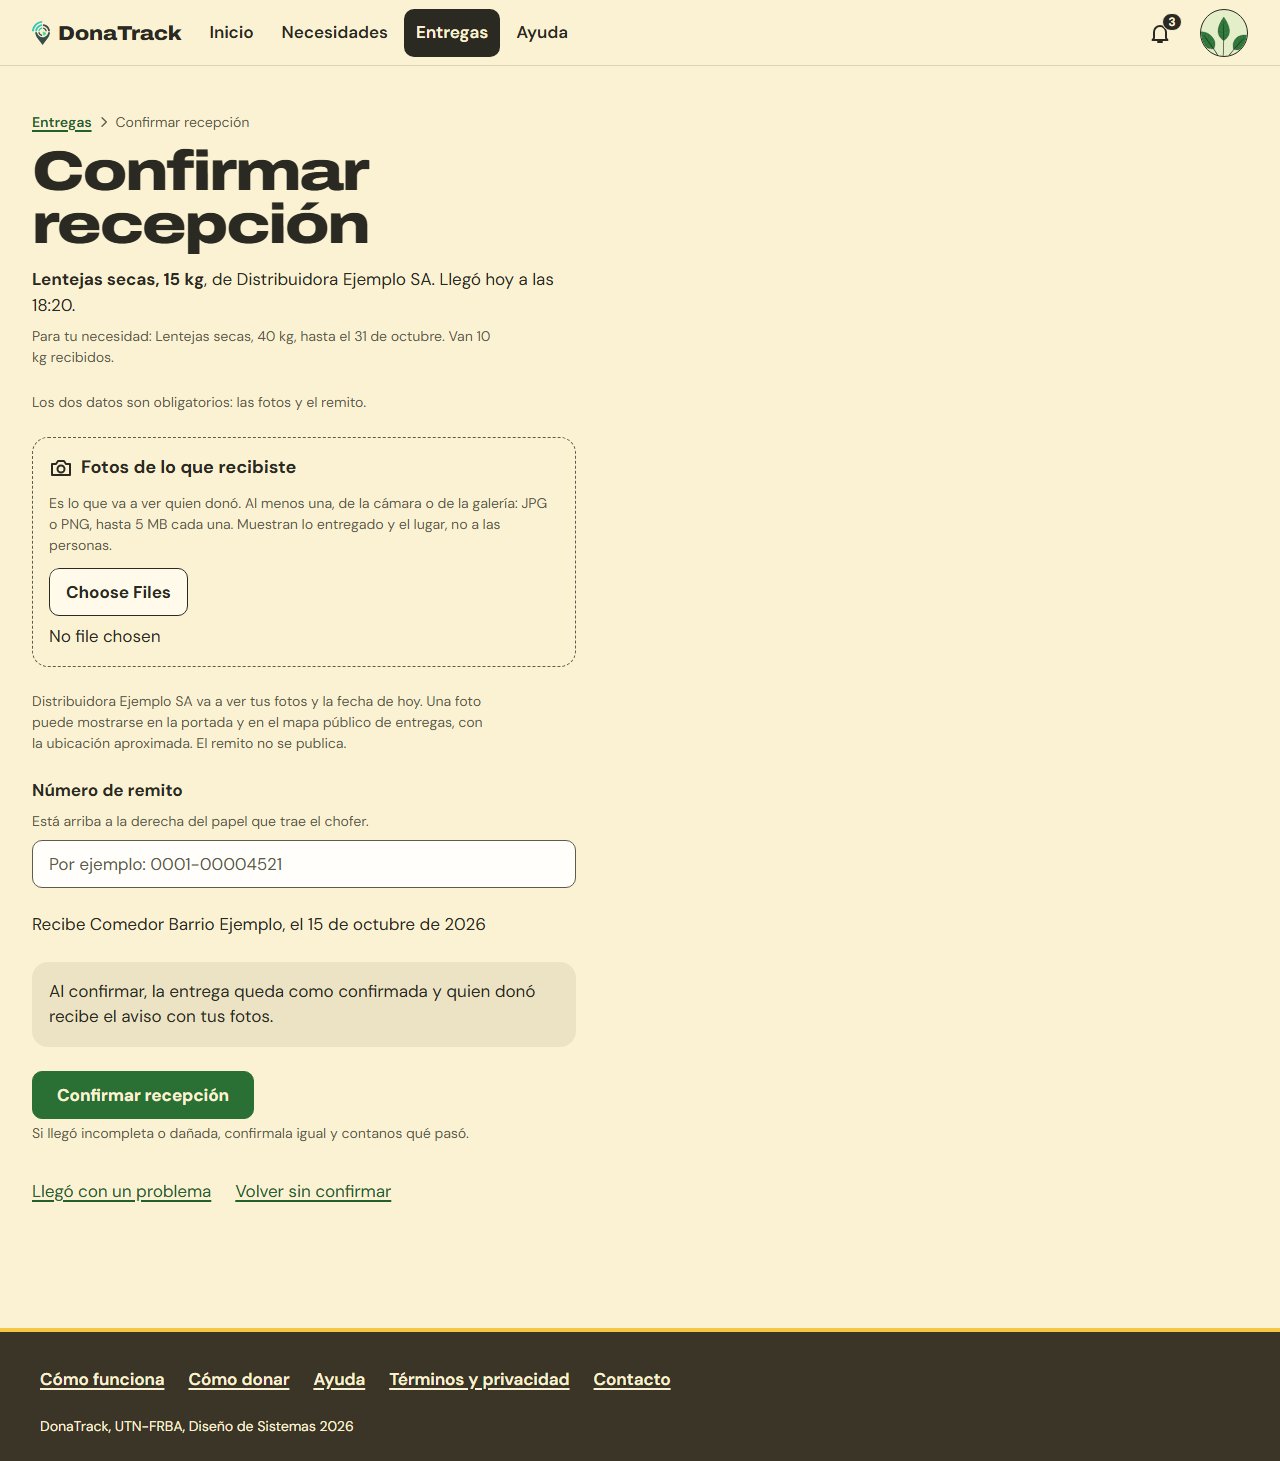 DonaTrack
Inicio
Necesidades
Entregas
Ayuda
3
Entregas
Confirmar recepción
Confirmar
recepción
Lentejas secas, 15 kg, de Distribuidora Ejemplo SA. Llegó hoy a las
18:20.
Para tu necesidad: Lentejas secas, 40 kg, hasta el 31 de octubre. Van 10
kg recibidos.
Los dos datos son obligatorios: las fotos y el remito.
Fotos de lo que recibiste
Es lo que va a ver quien donó. Al menos una, de la cámara o de la galería: JPG
o PNG, hasta 5 MB cada una. Muestran lo entregado y el lugar, no a las
personas.
Choose Files
No file chosen
Distribuidora Ejemplo SA va a ver tus fotos y la fecha de hoy. Una foto
puede mostrarse en la portada y en el mapa público de entregas, con
la ubicación aproximada. El remito no se publica.
Número de remito
Está arriba a la derecha del papel que trae el chofer.
Por ejemplo: 0001-00004521
Recibe Comedor Barrio Ejemplo, el 15 de octubre de 2026
Al confirmar, la entrega queda como confirmada y quien donó
recibe el aviso con tus fotos.
Confirmar recepción
Si llegó incompleta o dañada, confirmala igual y contanos qué pasó.
Llegó con un problema
Volver sin confirmar
Cómo funciona
Cómo donar
Ayuda
Términos y privacidad
Contacto
DonaTrack, UTN-FRBA, Diseño de Sistemas 2026